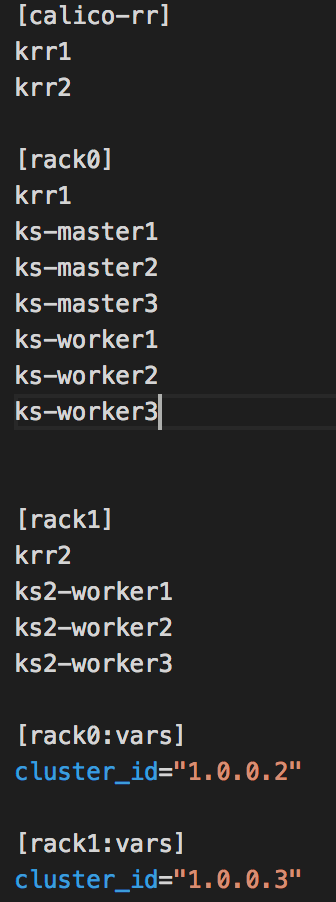 [calico-rr]
krr1
krr2
[rack0]
krr1
ks-master1
ks-master2
ks-master3
ks-worker1
ks-worker2
ks-worker3
[rack1]
krr2
ks2-worker1
ks2-worker2
ks2-worker3
[rack0:vars]
cluster_id="1.0.0.2"
[rack1:vars]
cluster_id="1.0.0.3"